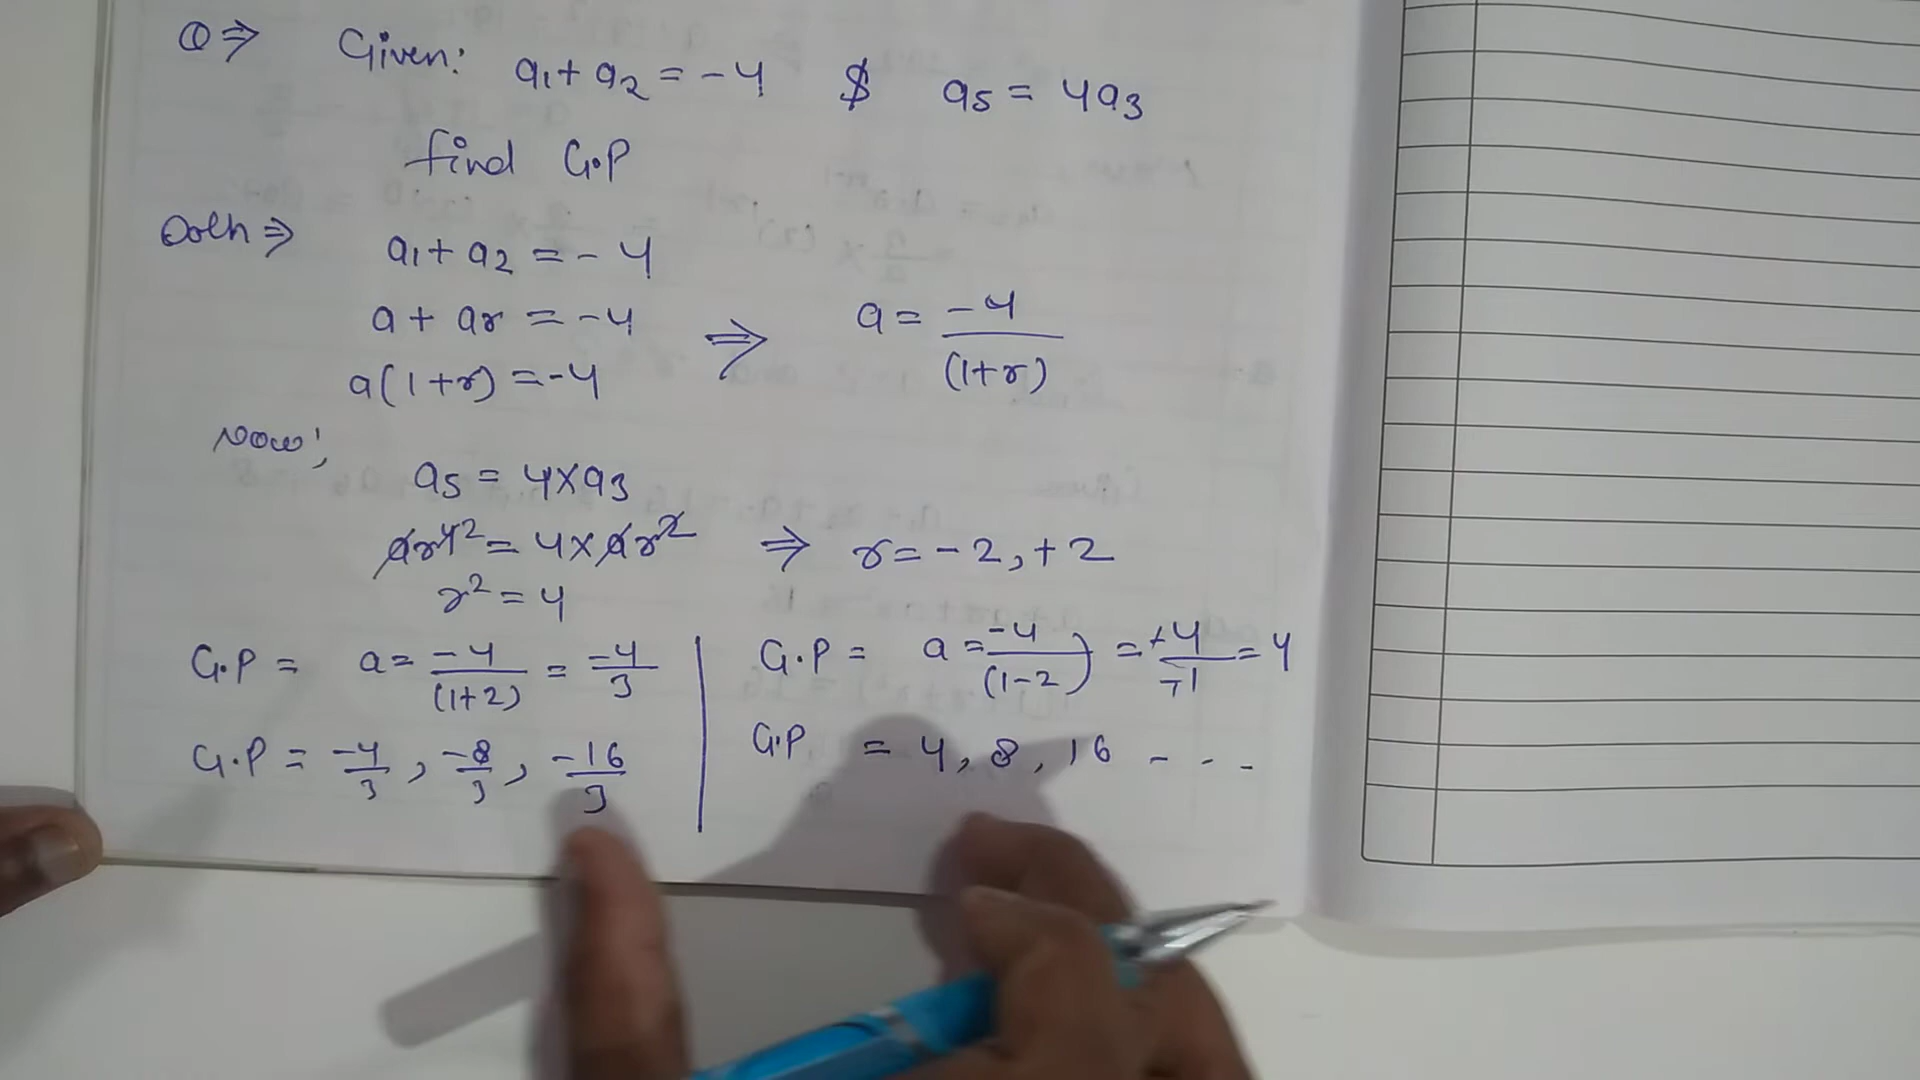 Q⇒ Given: a1 + a2 = -4 $ a5 = 4a3
find G.P
Soln ⇒ a1 + a2 = -4
a + ar = -4
a(1+r) = -4 ⇒ a = -4/(1+r)
Now;
a5 = 4×a3
ar4 2 = 4×ar2 ⇒ r = -2, +2
r² = 4
G.P = a = -4/(1+2) = -4/3
G.P = -4/3, -8/3, -16/3
G.P = a = -4/(1-2) = +4/+1 = 4
G.P = 4, 8, 16 - - -